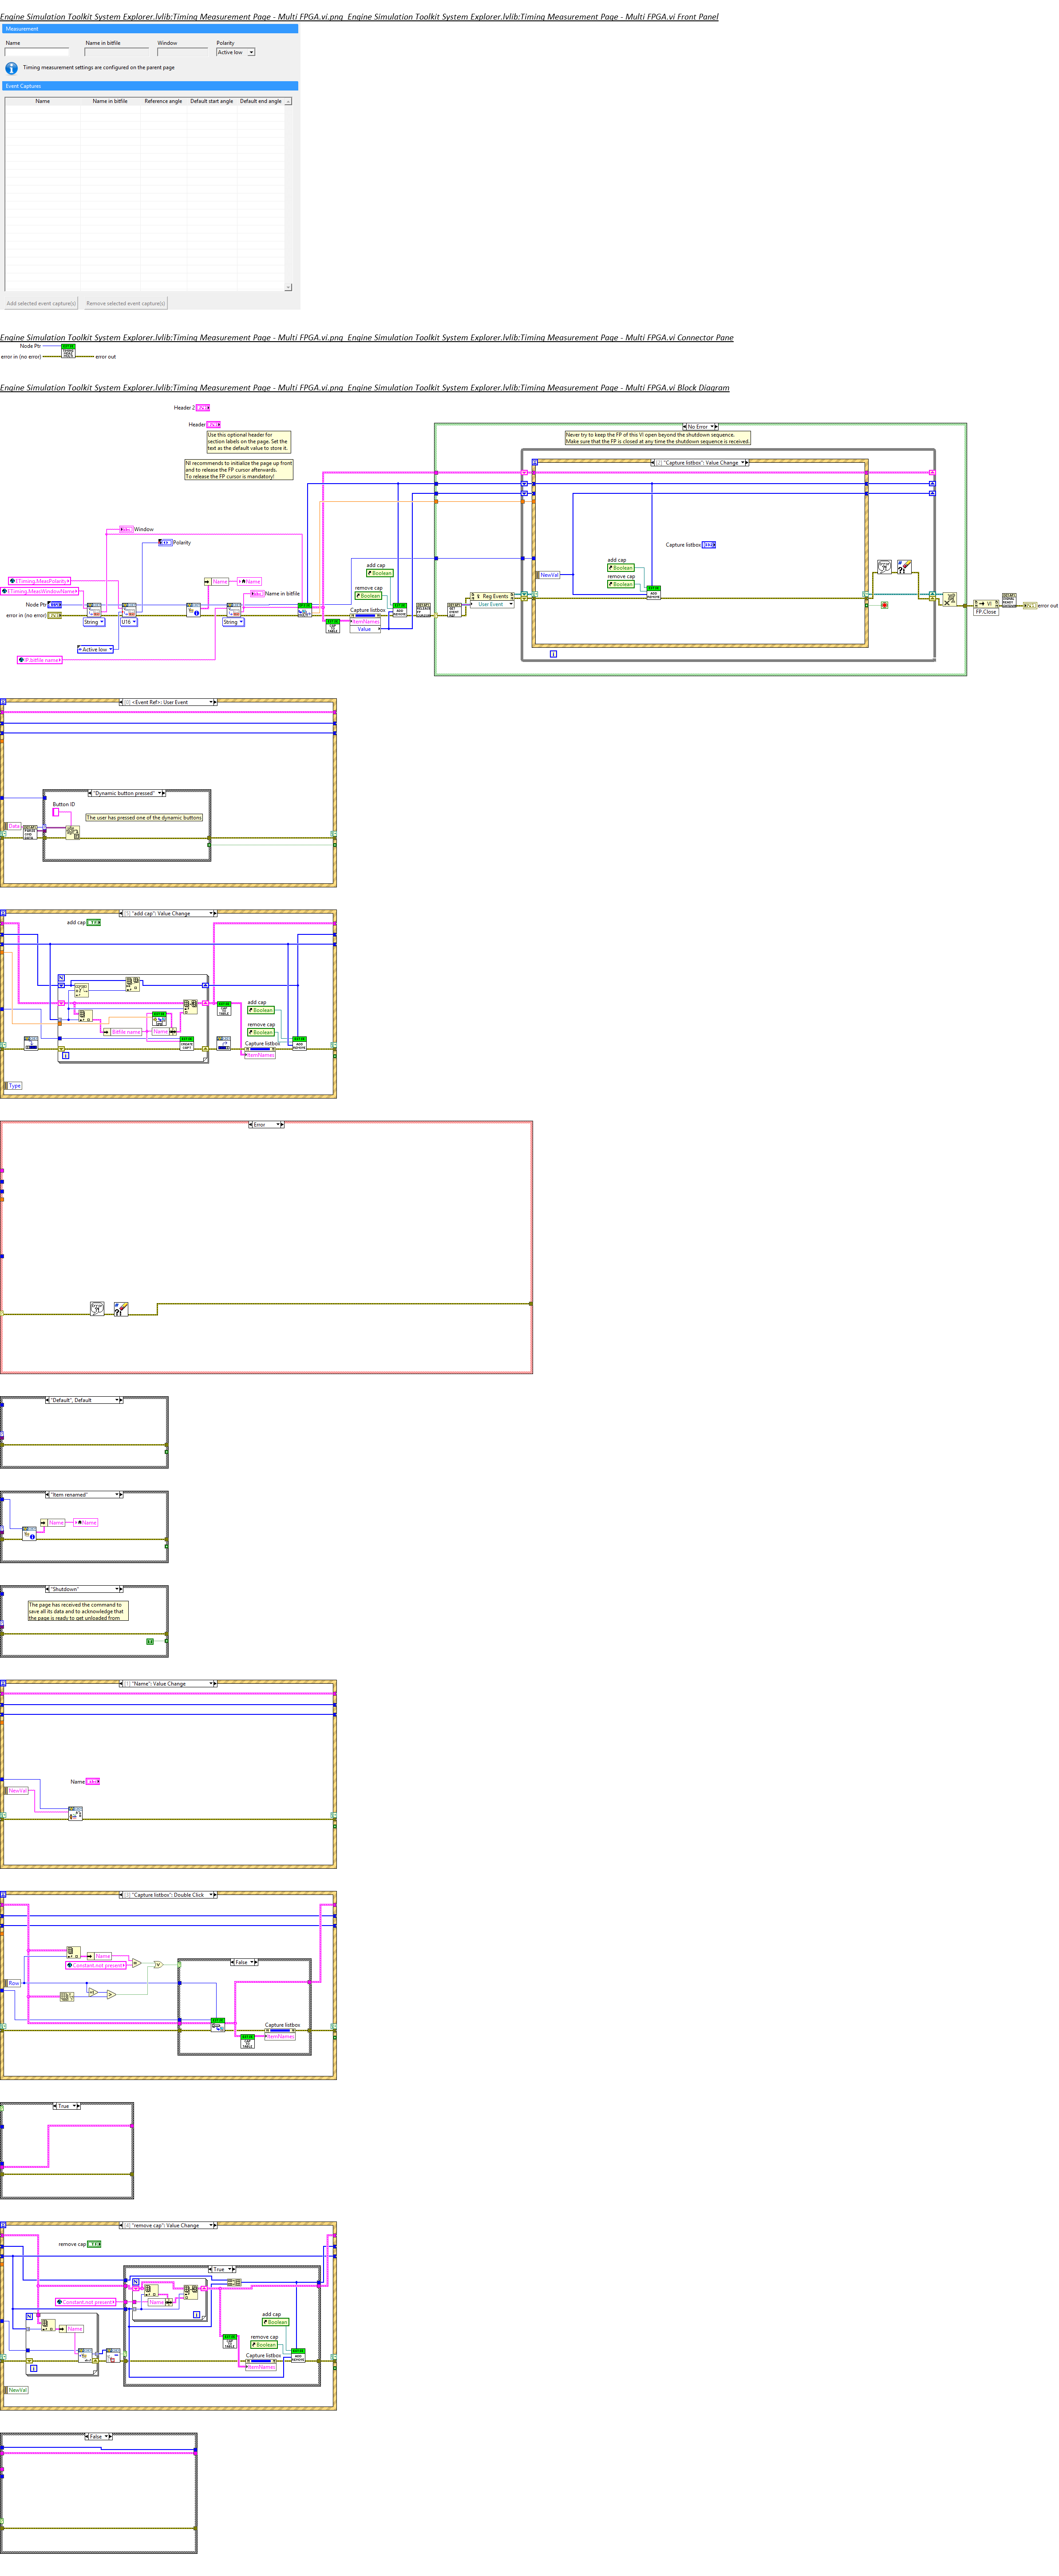 Engine Simulation Toolkit System Explorer.lvlib:Timing Measurement Page - Multi FPGA.vi.png  Engine Simulation Toolkit System Explorer.lvlib:Timing Measurement Page - Multi FPGA.vi Front Panel
Measurement
Name
Name in bitfile
Window
Polarity
Active low
Timing measurement settings are configured on the parent page
Event Captures
Name
Name in bitfile
Reference angle
Default start angle
Default end angle
Add selected event capture(s)
Remove selected event capture(s)
Engine Simulation Toolkit System Explorer.lvlib:Timing Measurement Page - Multi FPGA.vi.png  Engine Simulation Toolkit System Explorer.lvlib:Timing Measurement Page - Multi FPGA.vi Connector Pane
Node Ptr
error in (no error)
error out
Engine Simulation Toolkit System Explorer.lvlib:Timing Measurement Page - Multi FPGA.vi.png  Engine Simulation Toolkit System Explorer.lvlib:Timing Measurement Page - Multi FPGA.vi Block Diagram
Header 2
Header
Use this optional header for
section labels on the page. Set the
text as the default value to store it.
NI recommends to initialize the page up front
and to release the FP cursor afterwards.
To release the FP cursor is mandatory!
No Error
Never try to keep the FP of this VI open beyond the shutdown sequence.
Make sure that the FP is closed at any time the shutdown sequence is received.
[2] "Capture listbox": Value Change
Window
Polarity
Capture listbox
add cap
Boolean
remove cap
Boolean
NewVal
ETiming.MeasPolarity
ETiming.MeasWindowName
Name
Name
Name in bitfile
add cap
Boolean
remove cap
Boolean
Capture listbox
ItemNames
Value
Node Ptr
error in (no error)
String
U16
String
Active low
IP.bitfile name
Reg Events
User Event
VI
FP.Close
error out
[0] <Event Ref>: User Event
"Dynamic button pressed"
Button ID
The user has pressed one of the dynamic buttons
Data
[5] "add cap": Value Change
add cap
Bitfile name
Name
add cap
Boolean
remove cap
Boolean
Capture listbox
ItemNames
Type
Error
"Default", Default
"Item renamed"
Name
Name
"Shutdown"
The page has received the command to
save all its data and to acknowledge that
the page is ready to get unloaded from
[1] "Name": Value Change
Name
NewVal
[3] "Capture listbox": Double Click
Name
Constant.not present
False
Row
Capture listbox
ItemNames
True
[4] "remove cap": Value Change
remove cap
True
Constant.not present
Name
Name
add cap
Boolean
remove cap
Boolean
Capture listbox
ItemNames
NewVal
False